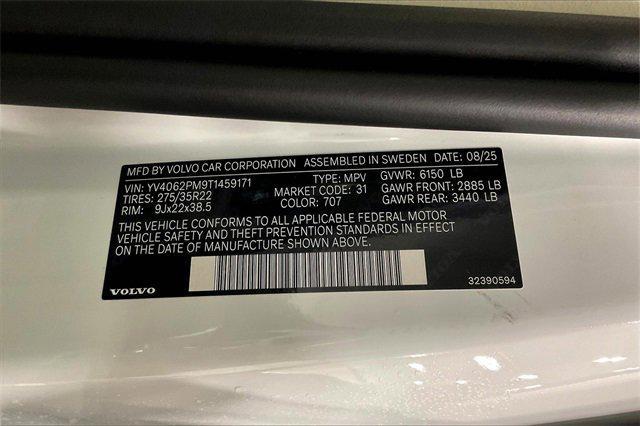 MFD BY VOLVO CAR CORPORATION ASSEMBLED IN SWEDEN DATE: 08/25
VIN: YV4062PM9T1459171 TYPE: MPV GVWR: 6150 LB
TIRES: 275/35R22 MARKET CODE: 31 GAWR FRONT: 2885 LB
RIM: 9Jx22x38.5 COLOR: 707 GAWR REAR: 3440 LB
THIS VEHICLE CONFORMS TO ALL APPLICABLE FEDERAL MOTOR
VEHICLE SAFETY AND THEFT PREVENTION STANDARDS IN EFFECT
ON THE DATE OF MANUFACTURE SHOWN ABOVE.
VOLVO 32390594